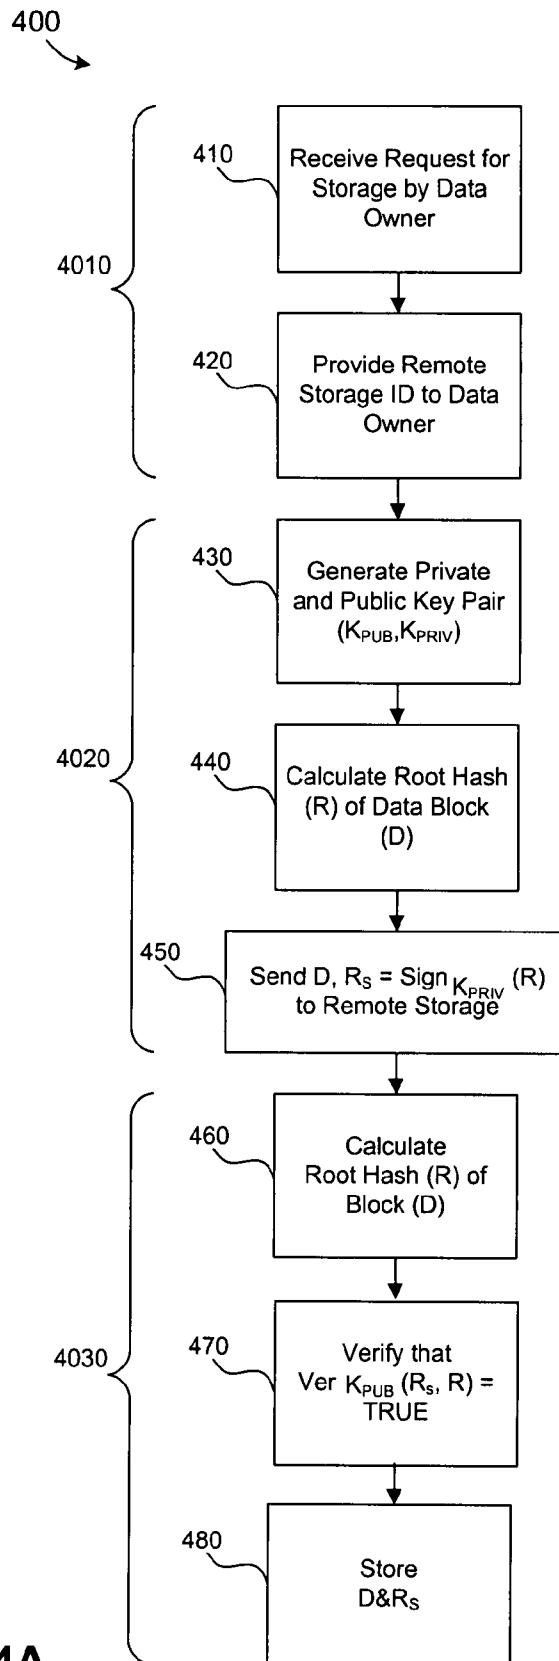 400
410
Receive Request for
Storage by Data
Owner
4010
420
Provide Remote
Storage ID to Data
Owner
430
Generate Private
and Public Key Pair
(KPUB,KPRIV)
4020
440
Calculate Root Hash
(R) of Data Block
(D)
450
Send D, RS = Sign KPRIV (R)
to Remote Storage
460
Calculate
Root Hash (R) of
Block (D)
4030
470
Verify that
Ver KPUB (Rs, R) =
TRUE
480
Store
D&RS
4A